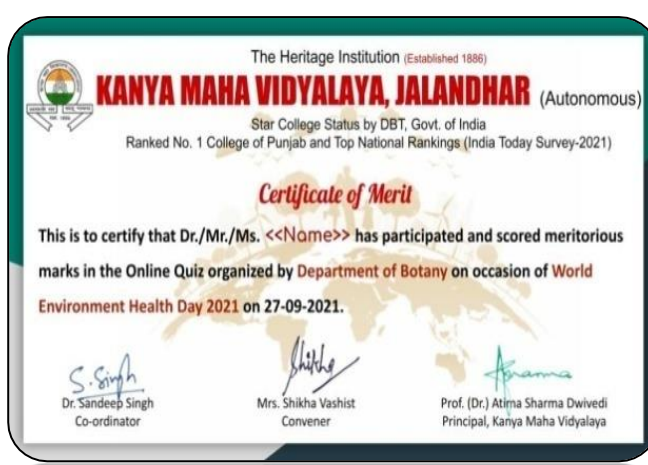 The Heritage Institution (Established 1886)
KANYA MAHA VIDYALAYA, JALANDHAR (Autonomous)
Star College Status by DBT, Govt. of India
Ranked No. 1 College of Punjab and Top National Rankings (India Today Survey-2021)
Certificate of Merit
This is to certify that Dr./Mr./Ms. <<Name>> has participated and scored meritorious
marks in the Online Quiz organized by Department of Botany on occasion of World
Environment Health Day 2021 on 27-09-2021.
S. Singh
Shikha
Dr. Sandeep Singh
Mrs. Shikha Vashist
Prof. (Dr.) Atima Sharma Dwivedi
Co-ordinator
Convener
Principal, Kanya Maha Vidyalaya